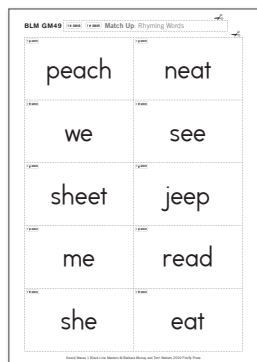 BLM GM49 Match Up: Rhyming Words
peach neat
we see
sheet jeep
me read
she eat